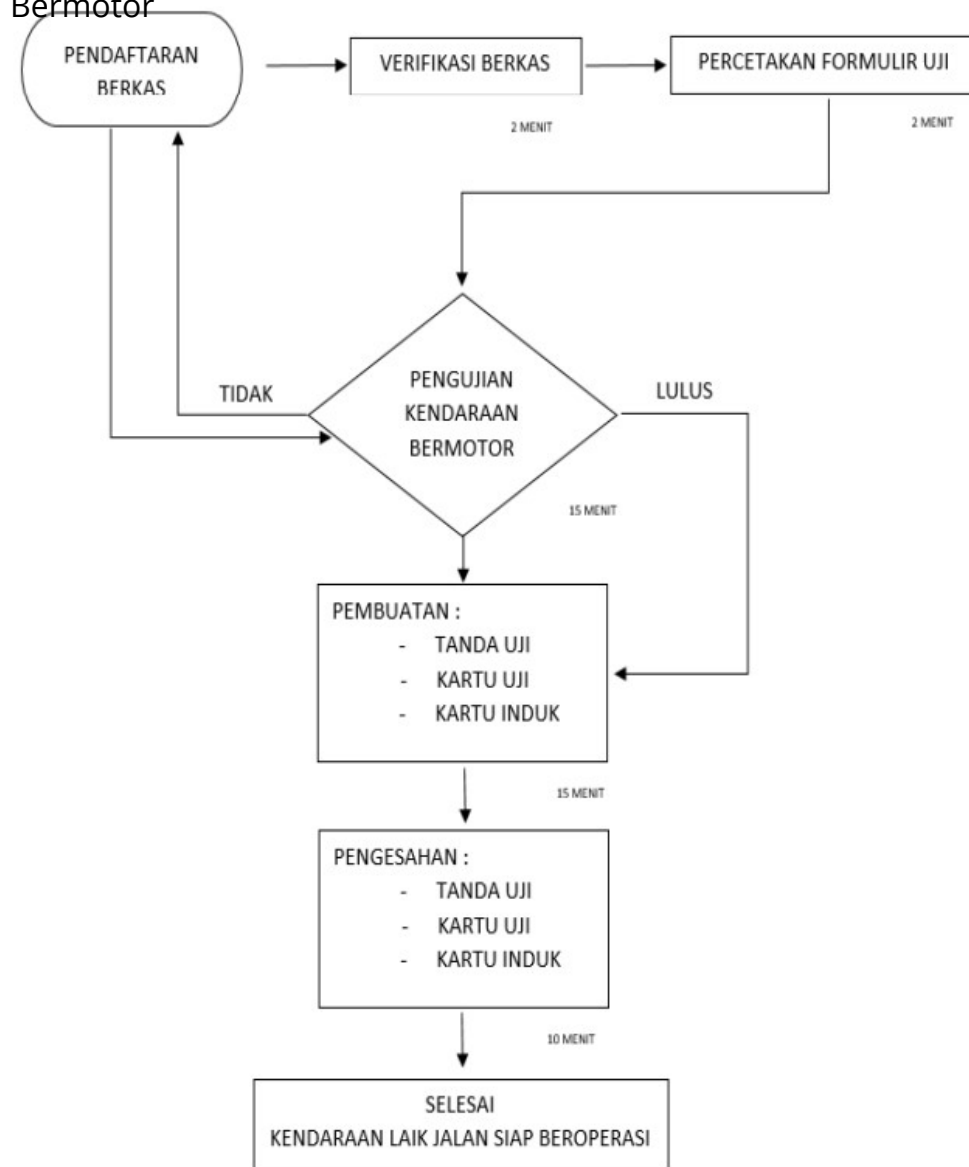 Bermotor
PENDAFTARAN
BERKAS
VERIFIKASI BERKAS
PERCETAKAN FORMULIR UJI
2 MENIT
2 MENIT
TIDAK
PENGUJIAN
KENDARAAN
BERMOTOR
LULUS
15 MENIT
PEMBUATAN :
- TANDA UJI
- KARTU UJI
- KARTU INDUK
15 MENIT
PENGESAHAN :
- TANDA UJI
- KARTU UJI
- KARTU INDUK
10 MENIT
SELESAI
KENDARAAN LAIK JALAN SIAP BEROPERASI